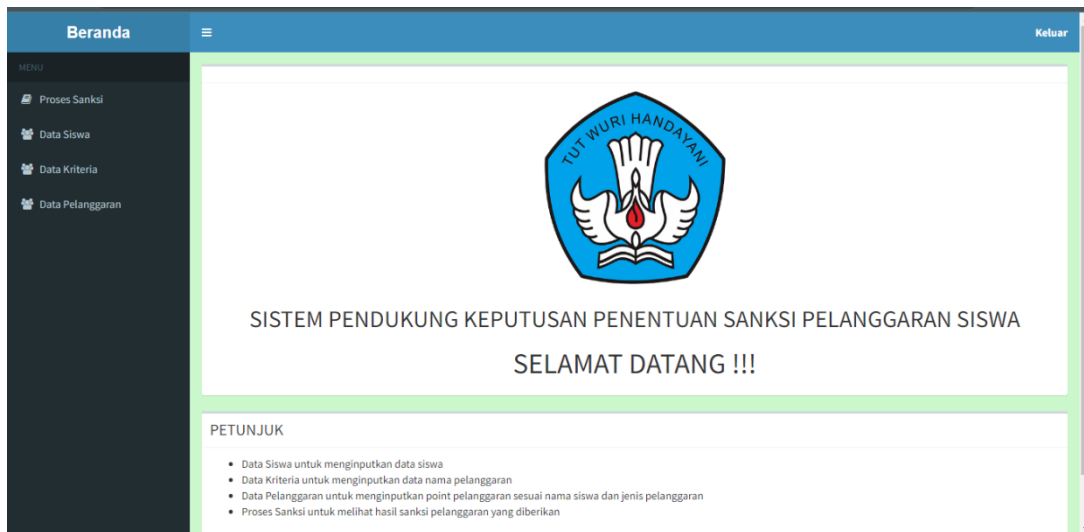 Beranda
Keluar
MENU
Proses Sanksi
Data Siswa
Data Kriteria
Data Pelanggaran
TUT WURI HANDAYANI
SISTEM PENDUKUNG KEPUTUSAN PENENTUAN SANKSI PELANGGARAN SISWA
SELAMAT DATANG !!!
PETUNJUK
Data Siswa untuk menginputkan data siswa
Data Kriteria untuk menginputkan data nama pelanggaran
Data Pelanggaran untuk menginputkan point pelanggaran sesuai nama siswa dan jenis pelanggaran
Proses Sanksi untuk melihat hasil sanksi pelanggaran yang diberikan